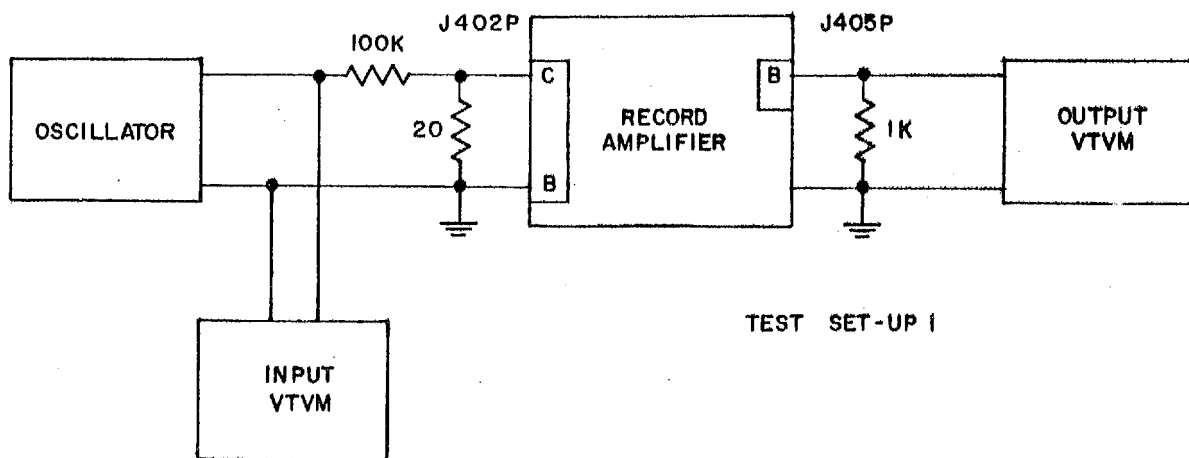 J402P
J405P
100K
OSCILLATOR
20
C
B
RECORD
AMPLIFIER
B
1K
OUTPUT
VTVM
TEST SET-UP 1
INPUT
VTVM